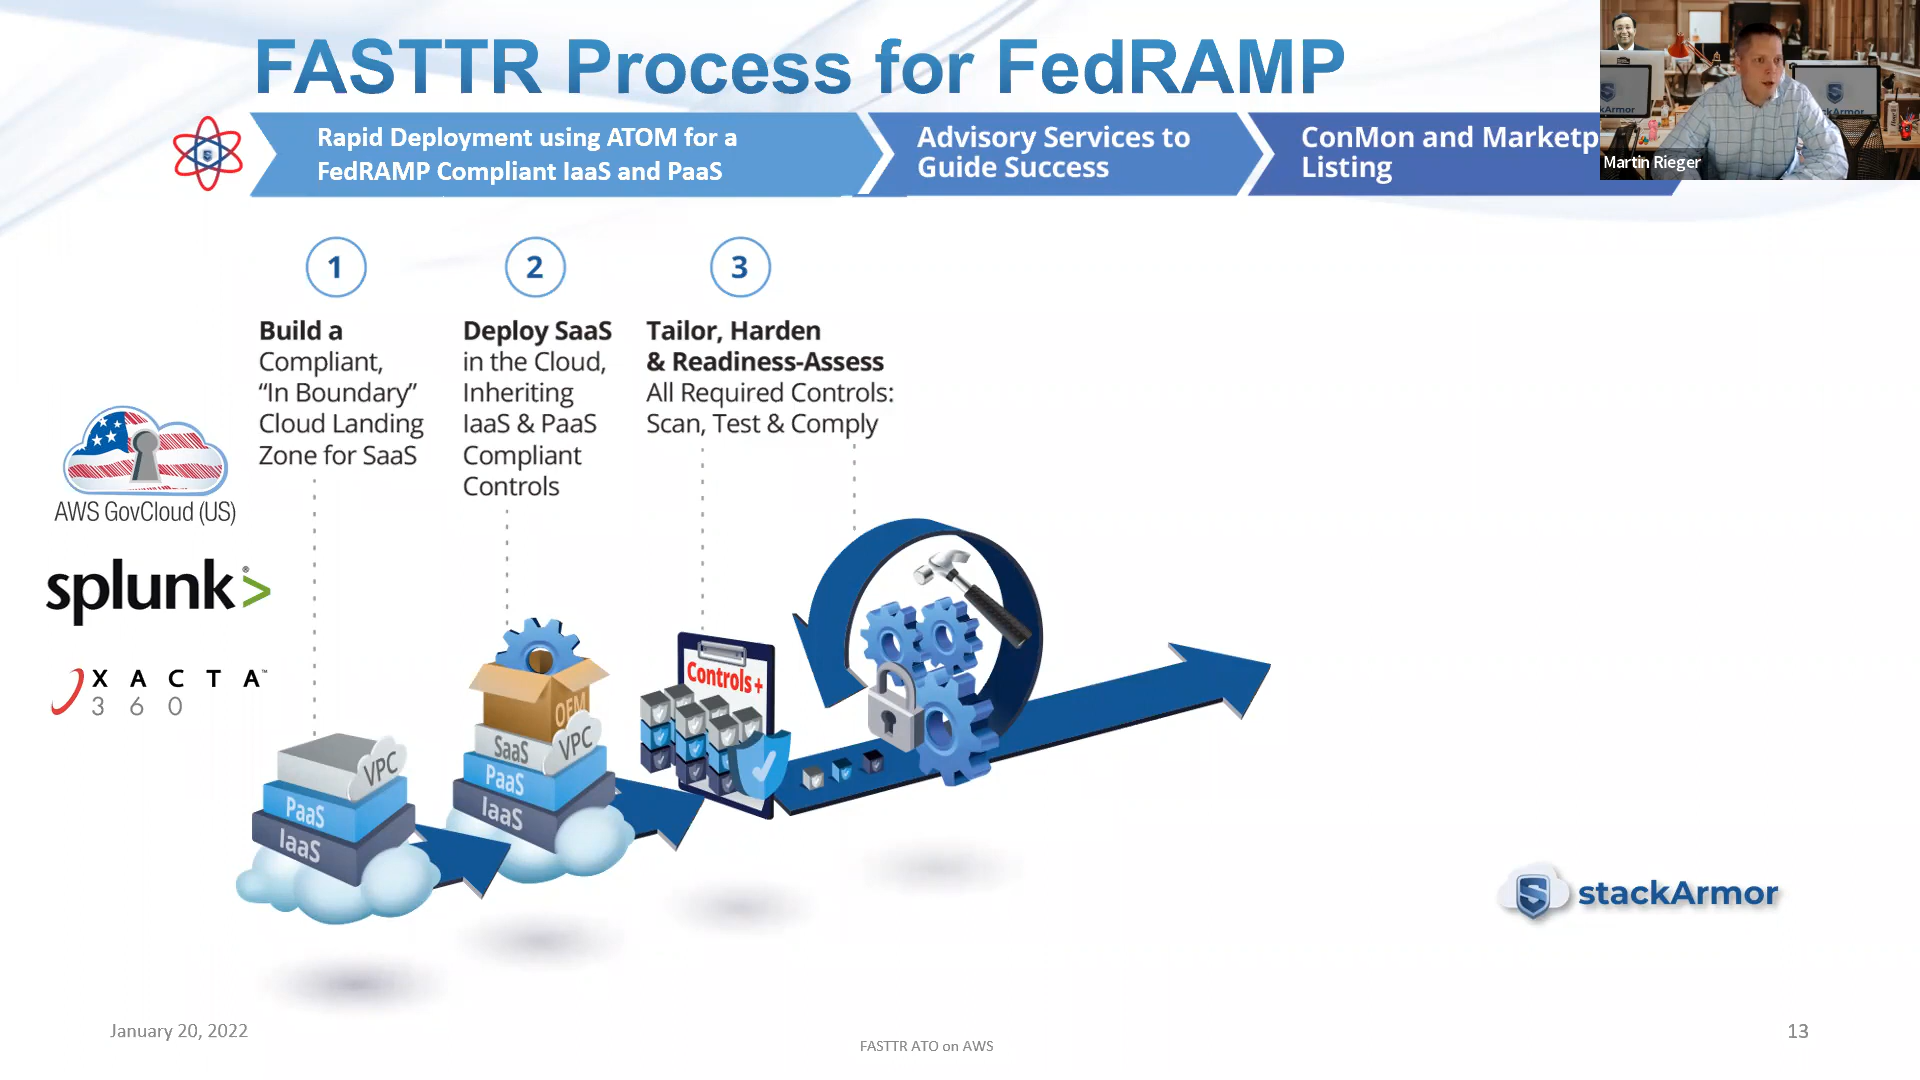 FASTTR Process for FedRAMP
Rapid Deployment using ATOM for a
FedRAMP Compliant IaaS and PaaS
Advisory Services to
Guide Success
ConMon and Marketp
Listing
Martin Rieger
1
2
3
Build a
Compliant,
“In Boundary”
Cloud Landing
Zone for SaaS
Deploy SaaS
in the Cloud,
Inheriting
IaaS & PaaS
Compliant
Controls
Tailor, Harden
& Readiness-Assess
All Required Controls:
Scan, Test & Comply
AWS GovCloud (US)
splunk>®
XACTA™
360
VPC
PaaS
IaaS
OEM
SaaS
VPC
PaaS
IaaS
Controls+
S
stackArmor
January 20, 2022
FASTTR ATO on AWS
13